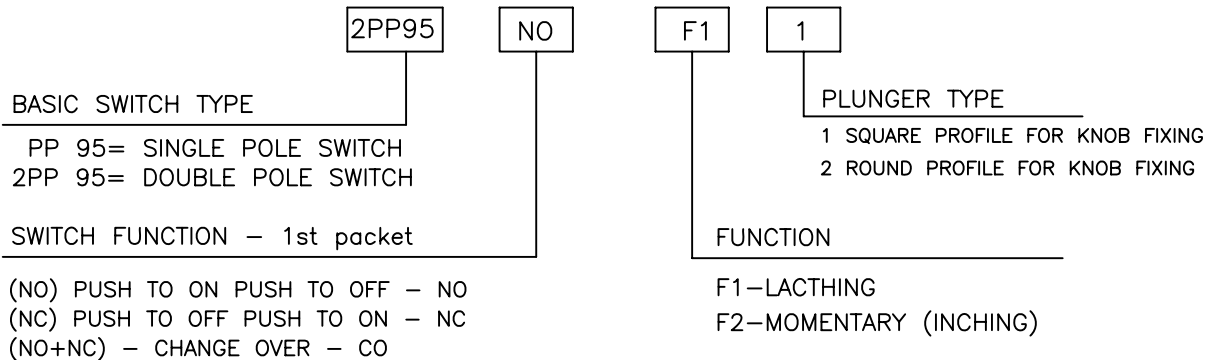 2PP95 NO F1 1
BASIC SWITCH TYPE
PP 95= SINGLE POLE SWITCH
2PP 95= DOUBLE POLE SWITCH
PLUNGER TYPE
1 SQUARE PROFILE FOR KNOB FIXING
2 ROUND PROFILE FOR KNOB FIXING
SWITCH FUNCTION – 1st packet
(NO) PUSH TO ON PUSH TO OFF – NO
(NC) PUSH TO OFF PUSH TO ON – NC
(NO+NC) – CHANGE OVER – CO
FUNCTION
F1–LACTHING
F2–MOMENTARY (INCHING)